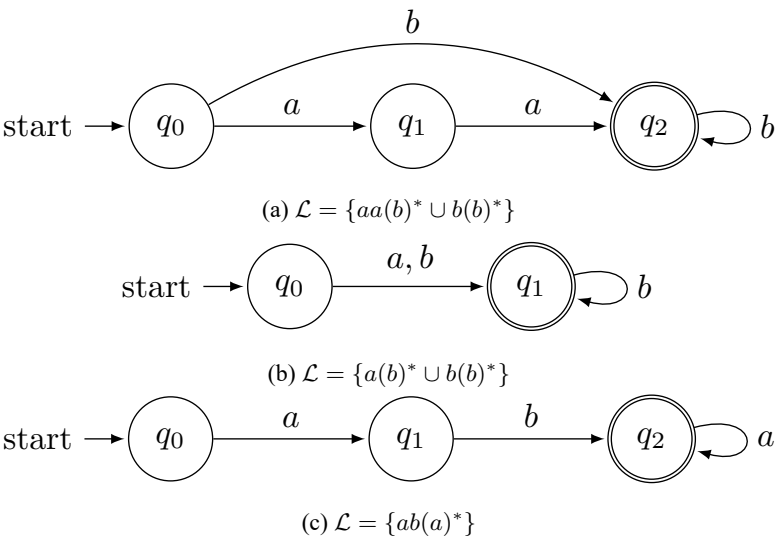 b
start q₀ a q₁ a q₂ b
(a) 𝓛 = {aa(b)* ∪ b(b)*}
start q₀ a, b q₁ b
(b) 𝓛 = {a(b)* ∪ b(b)*}
start q₀ a q₁ b q₂ a
(c) 𝓛 = {ab(a)*}